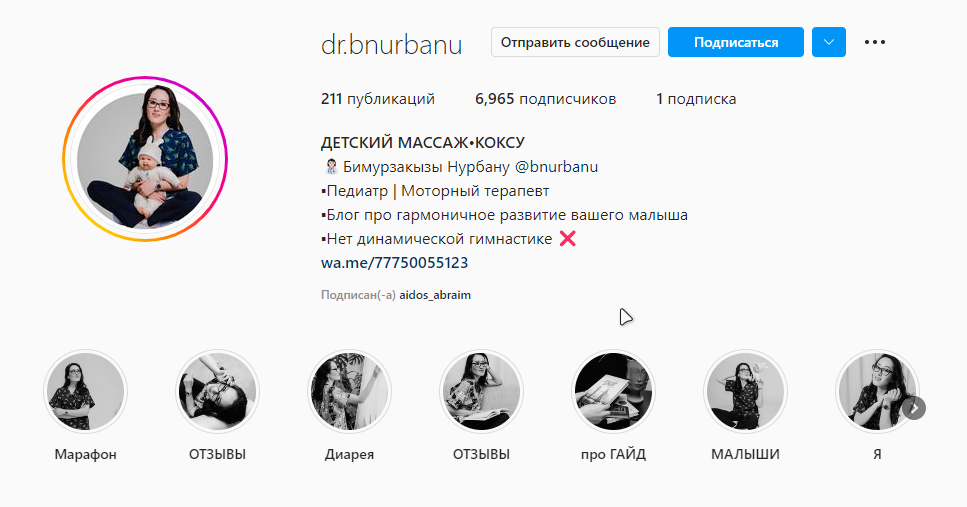 dr.bnurbanu
Отправить сообщение
Подписаться
211 публикаций 6,965 подписчиков 1 подписка
ДЕТСКИЙ МАССАЖ•КОКСУ
👩🏻‍⚕️ Бимурзакызы Нурбану @bnurbanu
▪️Педиатр | Моторный терапевт
▪️Блог про гармоничное развитие вашего малыша
▪️Нет динамической гимнастике ❌
wa.me/77750055123
Подписан(-а) aidos_abraim
Марафон ОТЗЫВЫ Диарея ОТЗЫВЫ про ГАЙД МАЛЫШИ Я